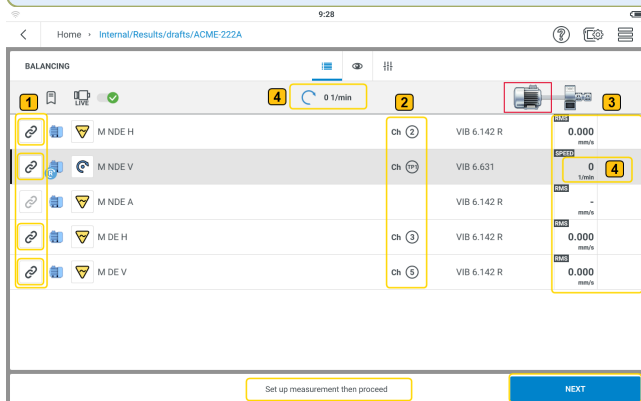 9:28
Home › Internal/Results/drafts/ACME-222A
BALANCING
1 LIVE 4 0 1/min 2 3
M NDE H Ch 2 VIB 6.142 R RMS 0.000 mm/s
R M NDE V Ch TP1 VIB 6.631 SPEED 0 1/min 4
M NDE A VIB 6.142 R RMS - mm/s
M DE H Ch 3 VIB 6.142 R RMS 0.000 mm/s
M DE V Ch 5 VIB 6.142 R RMS 0.000 mm/s
Set up measurement then proceed NEXT